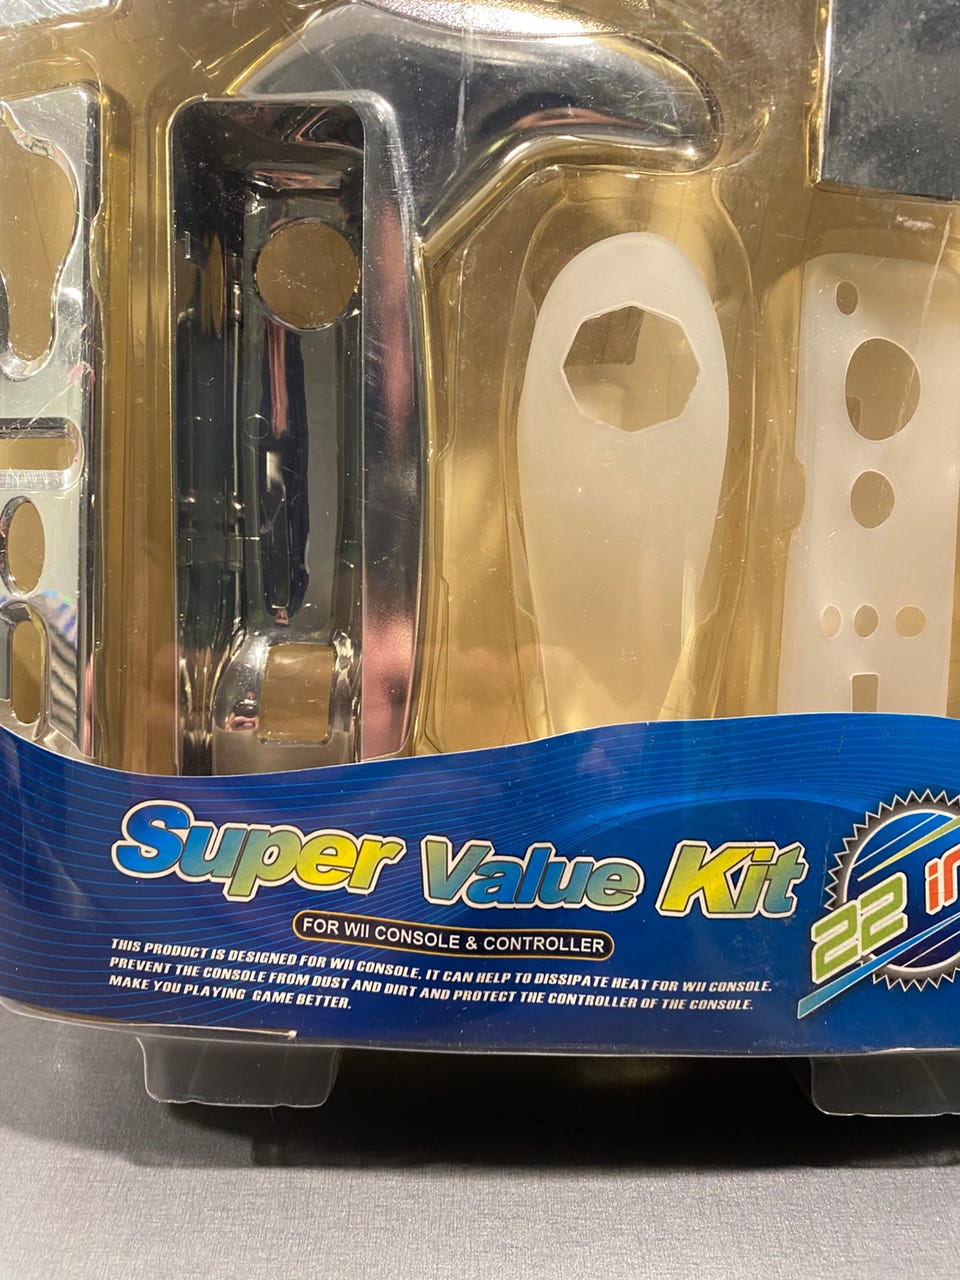 Super Value Kit
22 in
FOR WII CONSOLE & CONTROLLER
THIS PRODUCT IS DESIGNED FOR WII CONSOLE. IT CAN HELP TO DISSIPATE HEAT FOR WII CONSOLE.
PREVENT THE CONSOLE FROM DUST AND DIRT AND PROTECT THE CONTROLLER OF THE CONSOLE.
MAKE YOU PLAYING GAME BETTER.